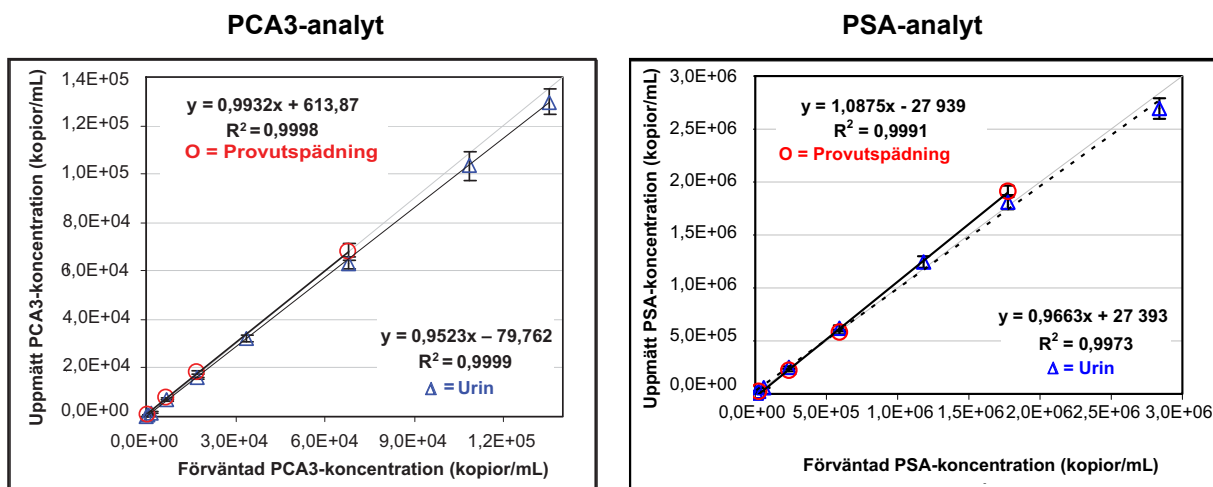 PCA3-analyt
Uppmätt PCA3-koncentration (kopior/mL)
1,4E+05
1,2E+05
1,0E+05
8,0E+04
6,0E+04
4,0E+04
2,0E+04
0,0E+00
y = 0,9932x + 613,87
R² = 0,9998
O = Provutspädning
y = 0,9523x – 79,762
R² = 0,9999
Δ = Urin
0,0E+00 3,0E+04 6,0E+04 9,0E+04 1,2E+05
Förväntad PCA3-koncentration (kopior/mL)
PSA-analyt
Uppmätt PSA-koncentration (kopior/mL)
3,0E+06
2,5E+06
2,0E+06
1,5E+06
1,0E+06
5,0E+05
0,0E+00
y = 1,0875x - 27 939
R² = 0,9991
O = Provutspädning
y = 0,9663x + 27 393
R² = 0,9973
Δ = Urin
0,0E+00 5,0E+05 1,0E+06 1,5E+06 2,0E+06 2,5E+06 3,0E+06
Förväntad PSA-koncentration (kopior/mL)